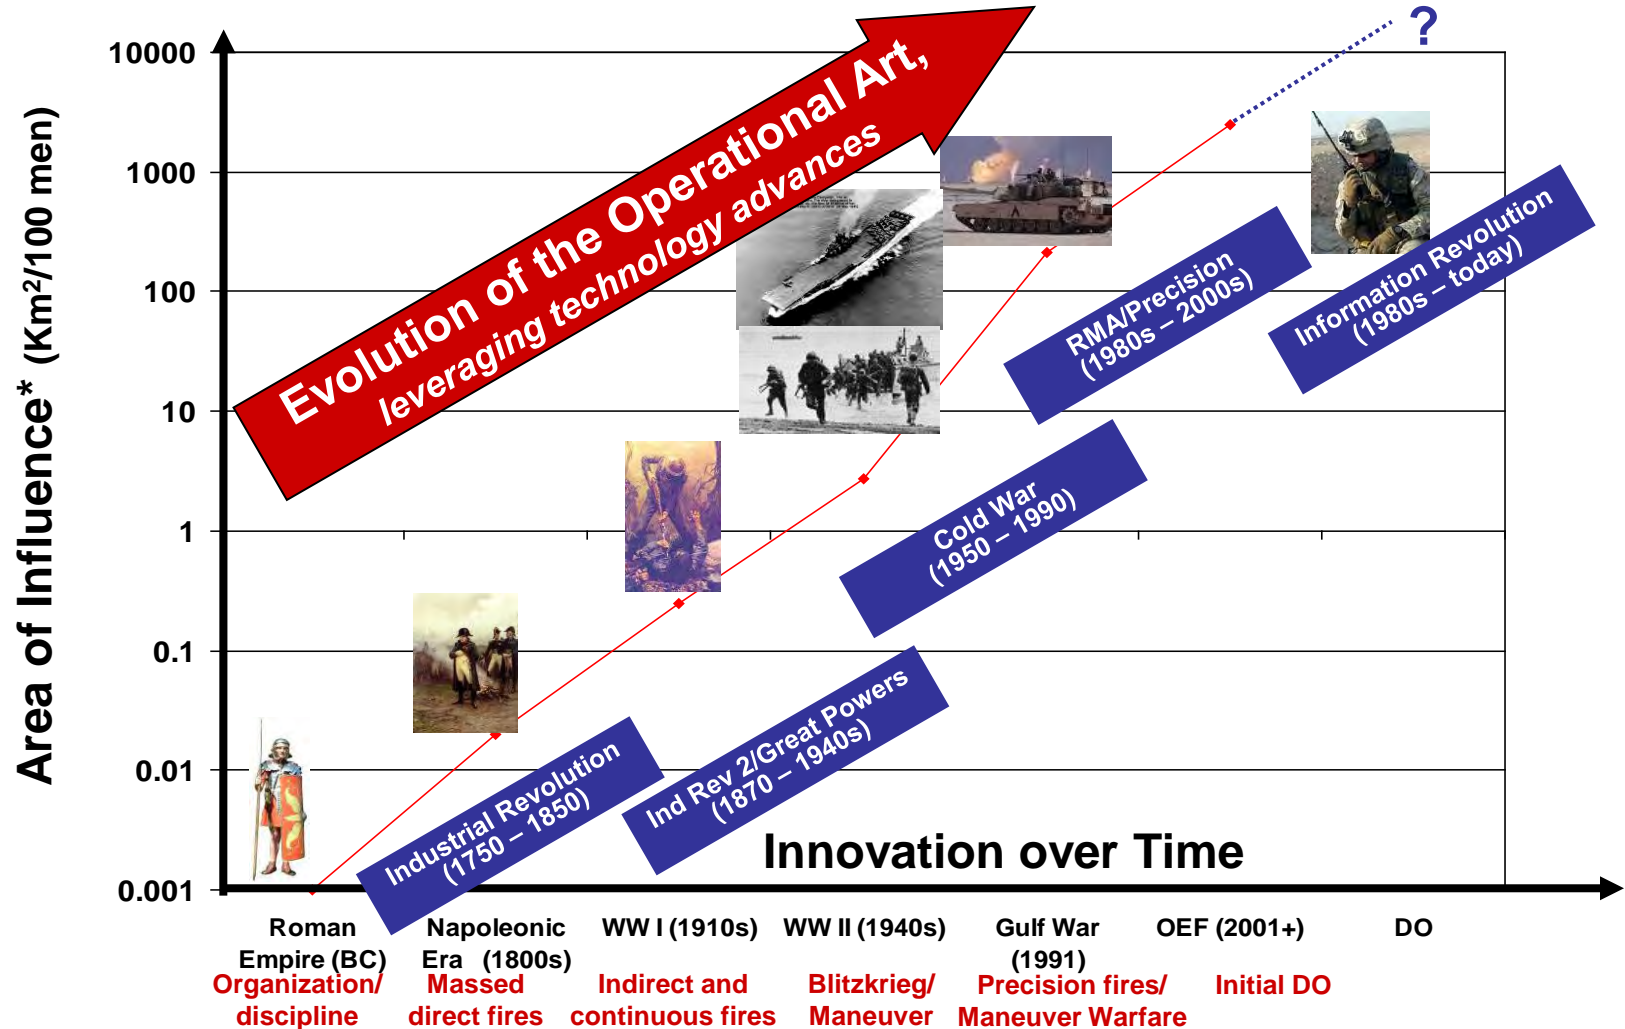 Evolution of the Operational Art,
leveraging technology advances
?
Area of Influence* (Km²/100 men)
10000
1000
100
10
1
0.1
0.01
0.001
RMA/Precision
(1980s – 2000s)
Information Revolution
(1980s – today)
Cold War
(1950 – 1990)
Ind Rev 2/Great Powers
(1870 – 1940s)
Industrial Revolution
(1750 – 1850)
Innovation over Time
Roman
Empire (BC)
Napoleonic
Era (1800s)
WW I (1910s)
WW II (1940s)
Gulf War
(1991)
OEF (2001+)
DO
Organization/
discipline
Massed
direct fires
Indirect and
continuous fires
Blitzkrieg/
Maneuver
Precision fires/
Maneuver Warfare
Initial DO